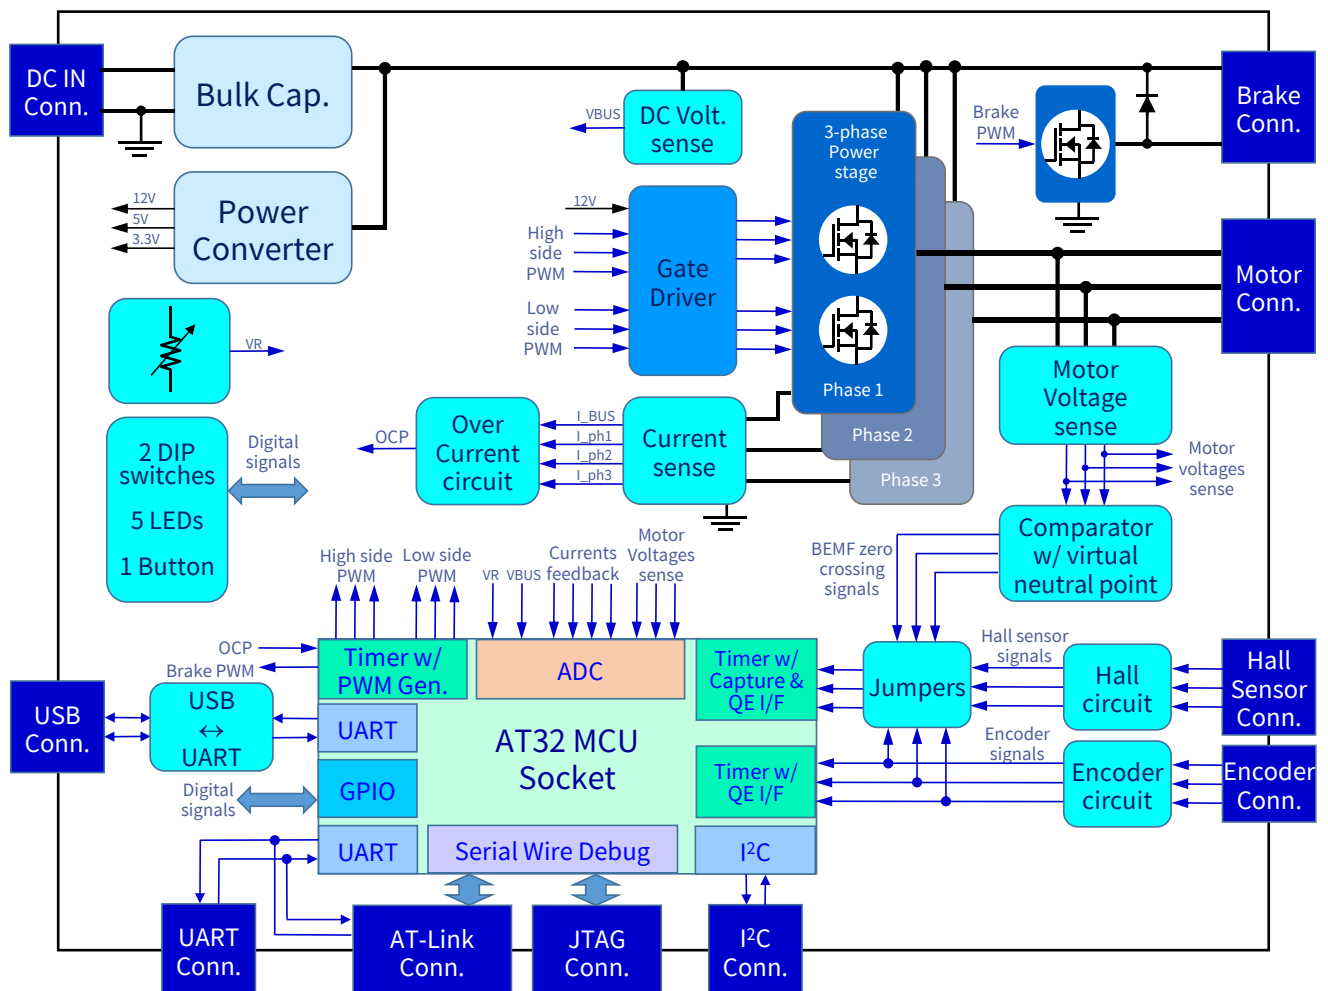 DC IN
Conn.
Bulk Cap.
VBUS
DC Volt.
sense
3-phase
Power
stage
Brake
PWM
Brake
Conn.
12V
5V
3.3V
Power
Converter
12V
High
side
PWM
Low
side
PWM
Gate
Driver
Phase 1
Phase 2
Phase 3
Motor
Conn.
VR
Motor
Voltage
sense
Motor
voltages
sense
2 DIP
switches
5 LEDs
1 Button
Digital
signals
OCP
Over
Current
circuit
I_BUS
I_ph1
I_ph2
I_ph3
Current
sense
Comparator
w/ virtual
neutral point
BEMF zero
crossing
signals
High side
PWM
Low side
PWM
VR
VBUS
Currents
feedback
Motor
Voltages
sense
OCP
Brake PWM
Timer w/
PWM Gen.
ADC
Timer w/
Capture &
QE I/F
Jumpers
Hall sensor
signals
Hall
circuit
Hall
Sensor
Conn.
USB
Conn.
USB
↔
UART
UART
AT32 MCU
Socket
Timer w/
QE I/F
Encoder
signals
Encoder
circuit
Encoder
Conn.
Digital
signals
GPIO
UART
Serial Wire Debug
I²C
UART
Conn.
AT-Link
Conn.
JTAG
Conn.
I²C
Conn.